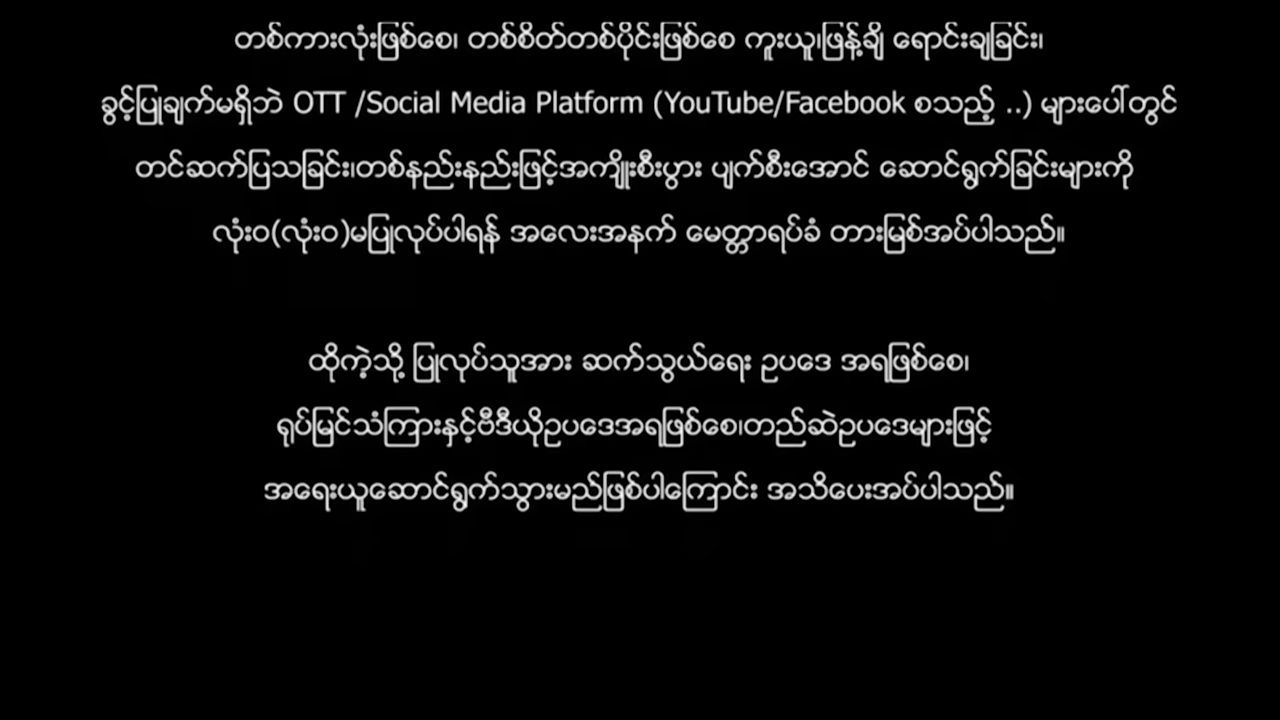 တစ်ကားလုံးဖြစ်စေ၊ တစ်စိတ်တစ်ပိုင်းဖြစ်စေ ကူးယူ၊ဖြန့်ချိ ရောင်းချခြင်း၊
ခွင့်ပြုချက်မရှိဘဲ OTT /Social Media Platform (YouTube/Facebook စသည့် ..) များပေါ်တွင်
တင်ဆက်ပြသခြင်း၊တစ်နည်းနည်းဖြင့်အကျိုးစီးပွား ပျက်စီးအောင် ဆောင်ရွက်ခြင်းများကို
လုံးဝ(လုံးဝ)မပြုလုပ်ပါရန် အလေးအနက် မေတ္တာရပ်ခံ တားမြစ်အပ်ပါသည်။
ထိုကဲ့သို့ ပြုလုပ်သူအား ဆက်သွယ်ရေး ဥပဒေ အရဖြစ်စေ၊
ရုပ်မြင်သံကြားနှင့်ဗီဒီယိုဥပဒေအရဖြစ်စေ၊တည်ဆဲဥပဒေများဖြင့်
အရေးယူဆောင်ရွက်သွားမည်ဖြစ်ပါကြောင်း အသိပေးအပ်ပါသည်။